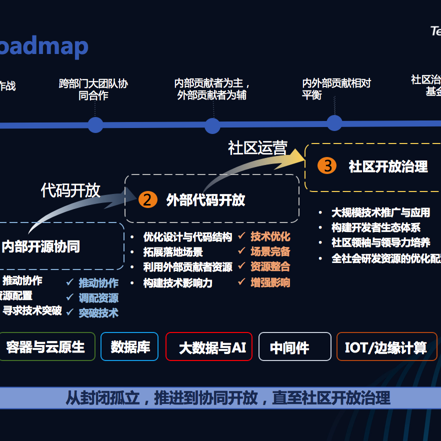 oadmap
Te
作战
跨部门大团队协
同合作
内部贡献者为主，
外部贡献者为辅
内外部贡献相对
平衡
社区治
基金
代码开放
社区运营
内部开源协同
2
外部代码开放
3
社区开放治理
推动协作
资源配置
寻求技术突破
✓ 推动协作
✓ 调配资源
✓ 突破技术
• 优化设计与代码结构
• 拓展落地场景
• 利用外部贡献者资源
• 构建技术影响力
✓ 技术优化
✓ 场景完备
✓ 资源整合
✓ 增强影响
• 大规模技术推广与应用
• 构建开发者生态体系
• 社区领袖与领导力培养
• 全社会研发资源的优化配
容器与云原生
数据库
大数据与AI
中间件
IOT/边缘计算
从封闭孤立，推进到协同开放，直至社区开放治理